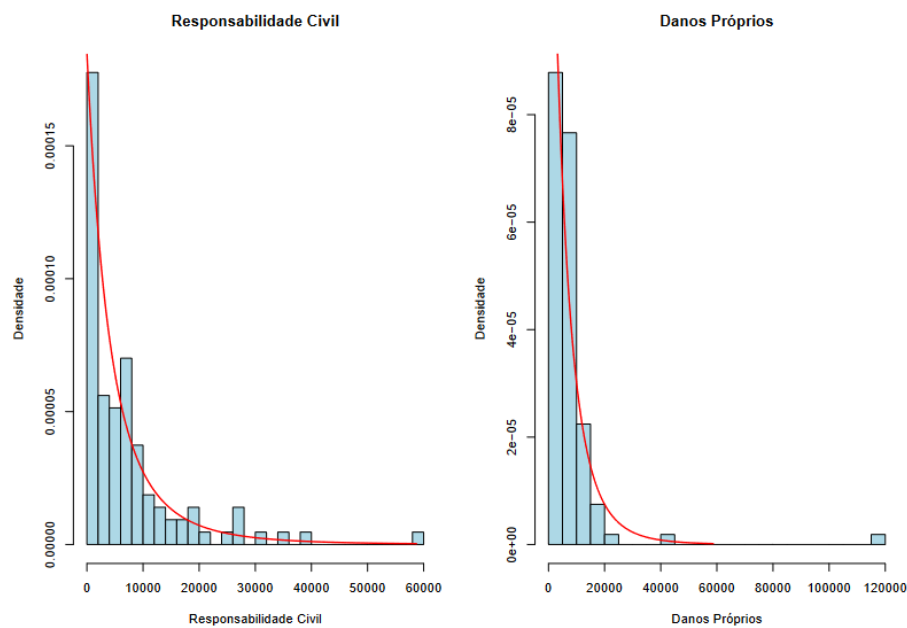 Responsabilidade Civil
Densidade
0.00000
0.00005
0.00010
0.00015
0 10000 20000 30000 40000 50000 60000
Responsabilidade Civil
Danos Próprios
Densidade
0e+00
2e−05
4e−05
6e−05
8e−05
0 20000 40000 60000 80000 100000 120000
Danos Próprios